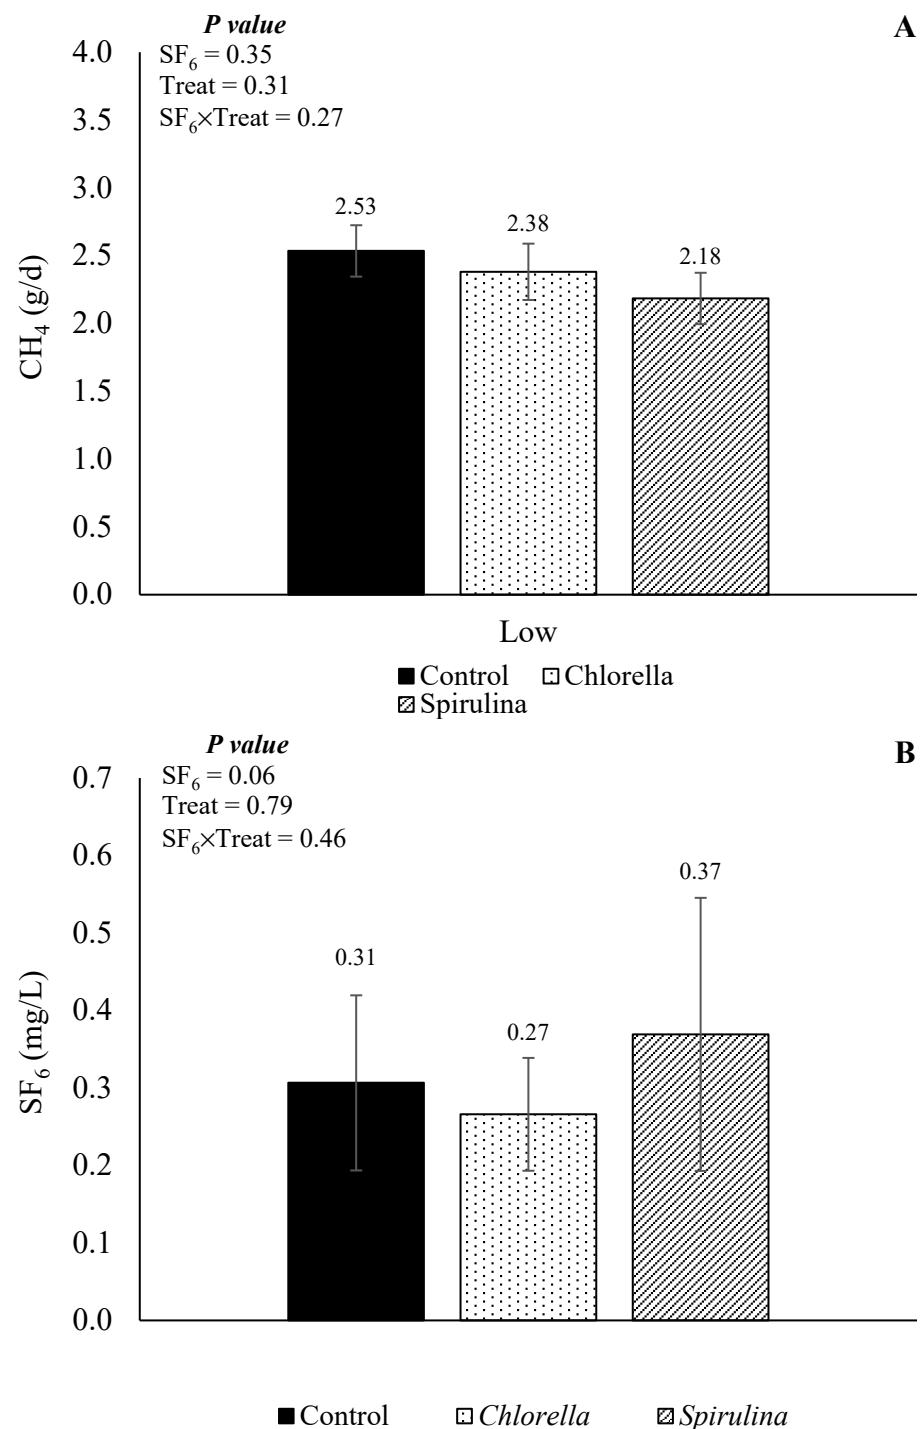 P value
A
SF₆ = 0.35
Treat = 0.31
SF₆×Treat = 0.27
4.0
3.5
3.0
2.5
2.0
1.5
1.0
0.5
0.0
CH₄ (g/d)
2.53
2.38
2.18
Low
Control Chlorella
Spirulina
P value
B
SF₆ = 0.06
Treat = 0.79
SF₆×Treat = 0.46
0.7
0.6
0.5
0.4
0.3
0.2
0.1
0.0
SF₆ (mg/L)
0.31
0.27
0.37
Control Chlorella Spirulina